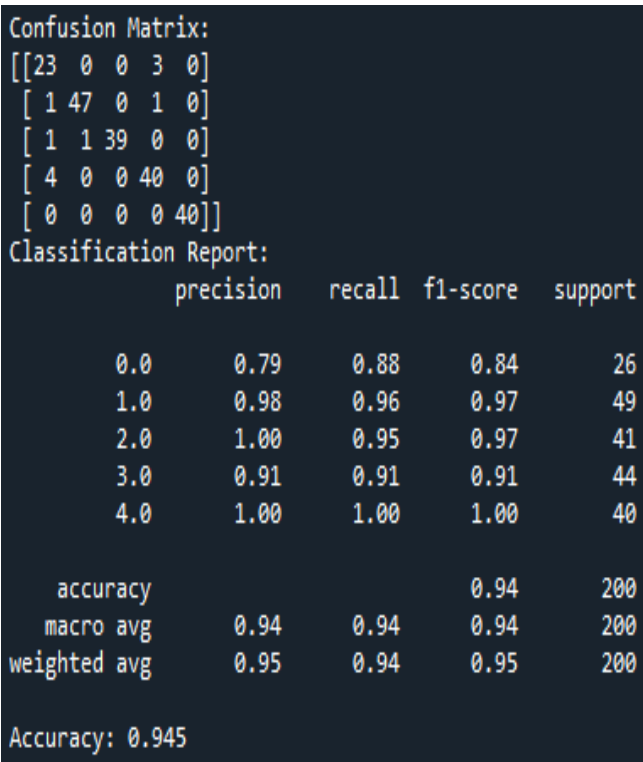 Confusion Matrix:
[[23  0  0  3  0]
 [ 1 47  0  1  0]
 [ 1  1 39  0  0]
 [ 4  0  0 40  0]
 [ 0  0  0  0 40]]
Classification Report:
              precision    recall  f1-score   support

         0.0       0.79      0.88      0.84        26
         1.0       0.98      0.96      0.97        49
         2.0       1.00      0.95      0.97        41
         3.0       0.91      0.91      0.91        44
         4.0       1.00      1.00      1.00        40

    accuracy                           0.94       200
   macro avg       0.94      0.94      0.94       200
weighted avg       0.95      0.94      0.95       200

Accuracy: 0.945